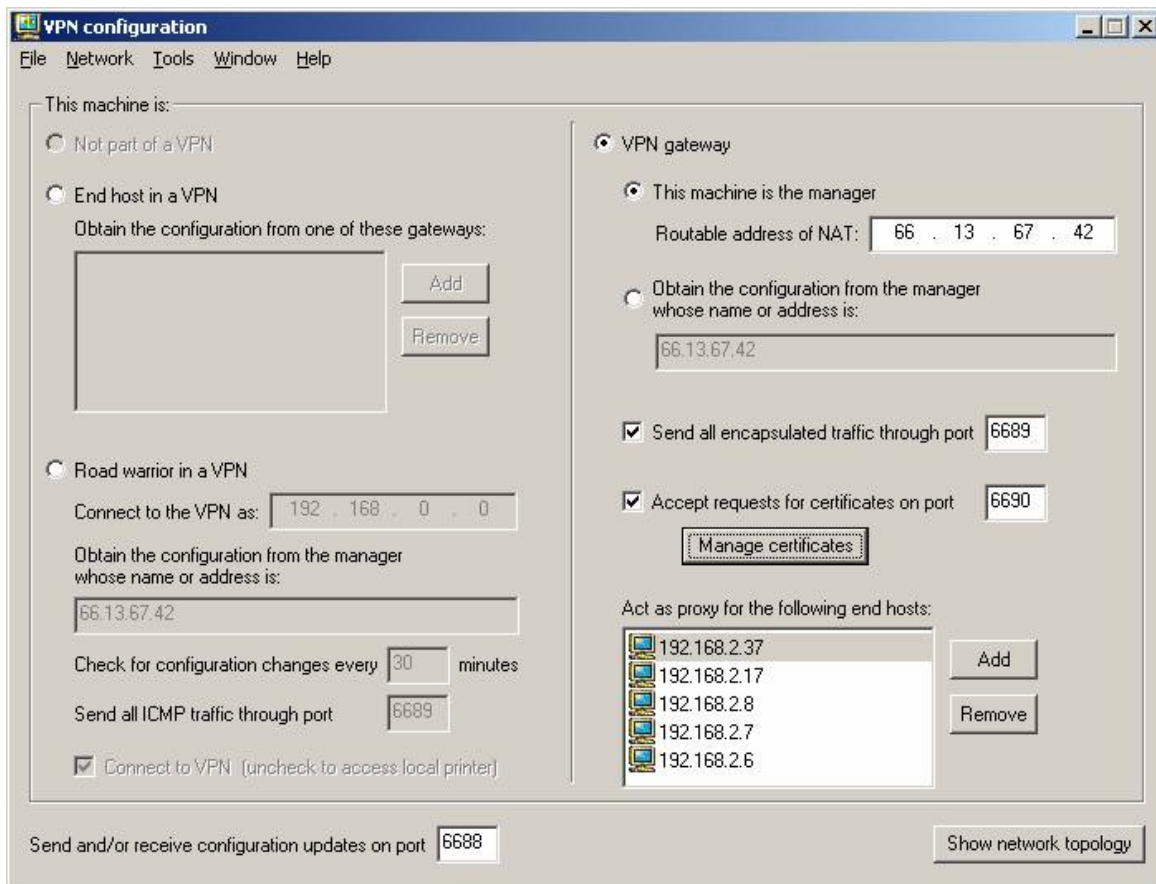 VPN configuration
File Network Tools Window Help
This machine is:
Not part of a VPN
End host in a VPN
Obtain the configuration from one of these gateways:
Add
Remove
Road warrior in a VPN
Connect to the VPN as: 192 . 168 . 0 . 0
Obtain the configuration from the manager
whose name or address is:
66.13.67.42
Check for configuration changes every 30 minutes
Send all ICMP traffic through port 6689
Connect to VPN (uncheck to access local printer)
VPN gateway
This machine is the manager
Routable address of NAT: 66 . 13 . 67 . 42
Obtain the configuration from the manager
whose name or address is:
66.13.67.42
Send all encapsulated traffic through port 6689
Accept requests for certificates on port 6690
Manage certificates
Act as proxy for the following end hosts:
192.168.2.37
192.168.2.17
192.168.2.8
192.168.2.7
192.168.2.6
Add
Remove
Send and/or receive configuration updates on port 6688
Show network topology